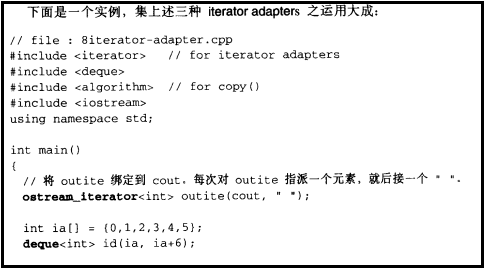 下面是一个实例，集上述三种 iterator adapters 之运用大成：
// file : 8iterator-adapter.cpp
#include <iterator>   // for iterator adapters
#include <deque>
#include <algorithm>  // for copy()
#include <iostream>
using namespace std;
int main()
{
// 将 outite 绑定到 cout。每次对 outite 指派一个元素，就后接一个 " "。
ostream_iterator<int> outite(cout, " ");
int ia[] = {0,1,2,3,4,5};
deque<int> id(ia, ia+6);